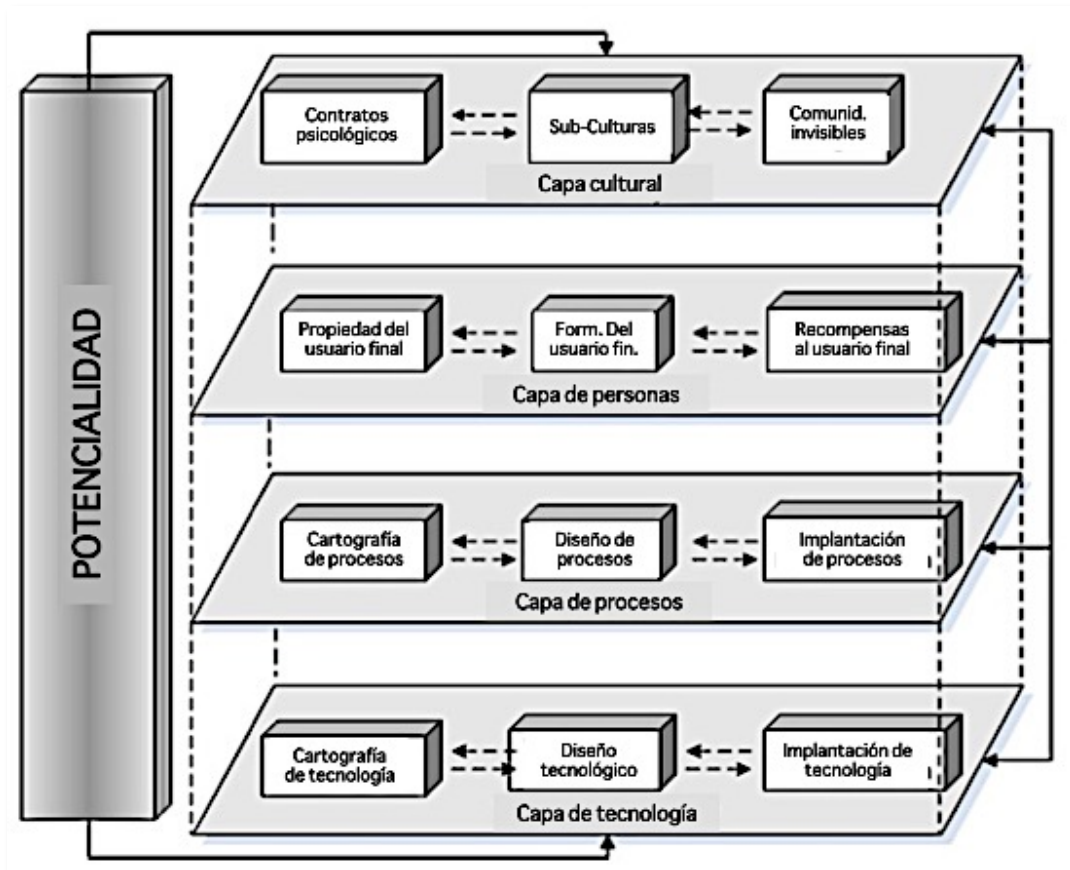 POTENCIALIDAD
Contratos
psicológicos
Sub-Culturas
Comunid.
invisibles
Capa cultural
Propiedad del
usuario final
Form. Del
usuario fin.
Recompensas
al usuario final
Capa de personas
Cartografía
de procesos
Diseño de
procesos
Implantación
de procesos
Capa de procesos
Cartografía
de tecnología
Diseño
tecnológico
Implantación de
tecnología
Capa de tecnología